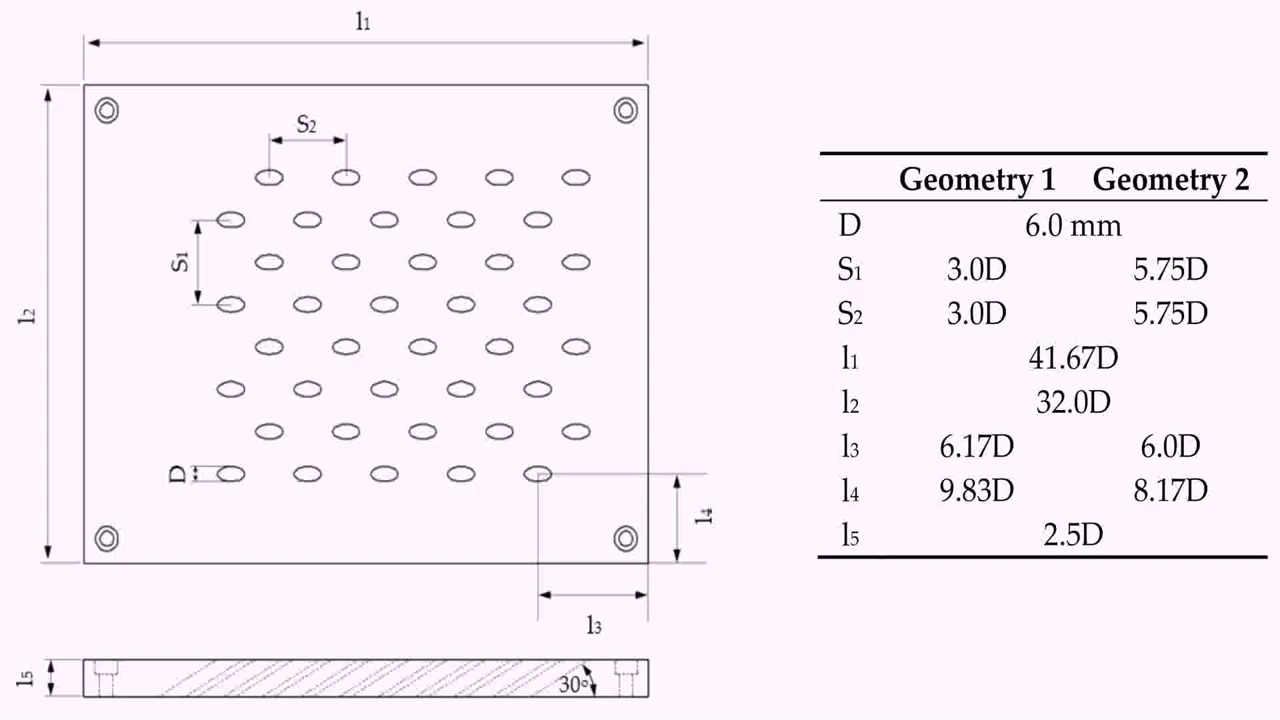 l1
S2
S1
l2
D
l4
l3
l5
30°
Geometry 1 Geometry 2
D 6.0 mm
S1 3.0D 5.75D
S2 3.0D 5.75D
l1 41.67D
l2 32.0D
l3 6.17D 6.0D
l4 9.83D 8.17D
l5 2.5D